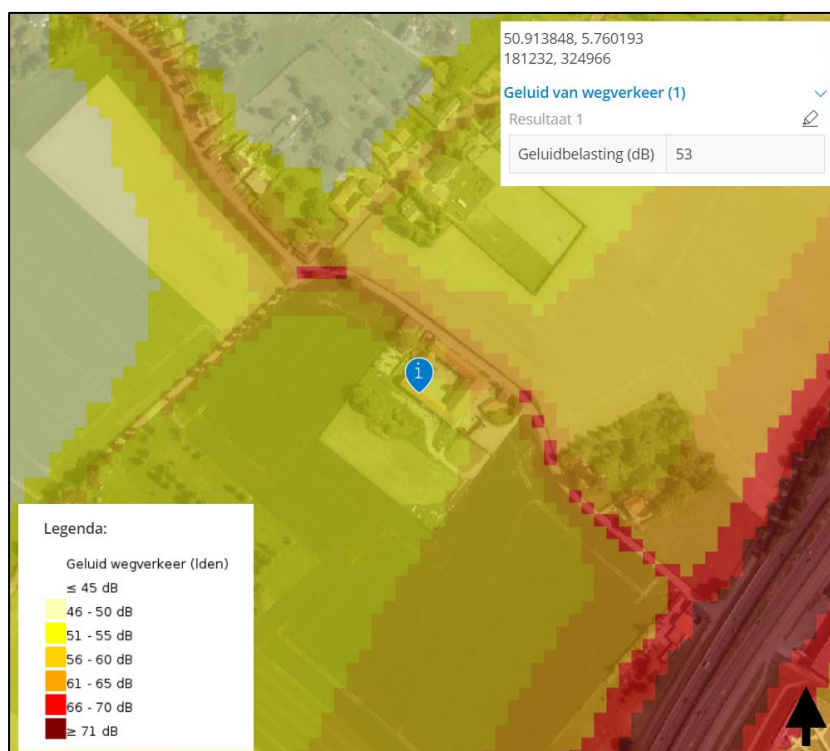 50.913848, 5.760193
181232, 324966
Geluid van wegverkeer (1)
Resultaat 1
Geluidbelasting (dB) 53
i
Legenda:
Geluid wegverkeer (lden)
≤ 45 dB
46 - 50 dB
51 - 55 dB
56 - 60 dB
61 - 65 dB
66 - 70 dB
≥ 71 dB